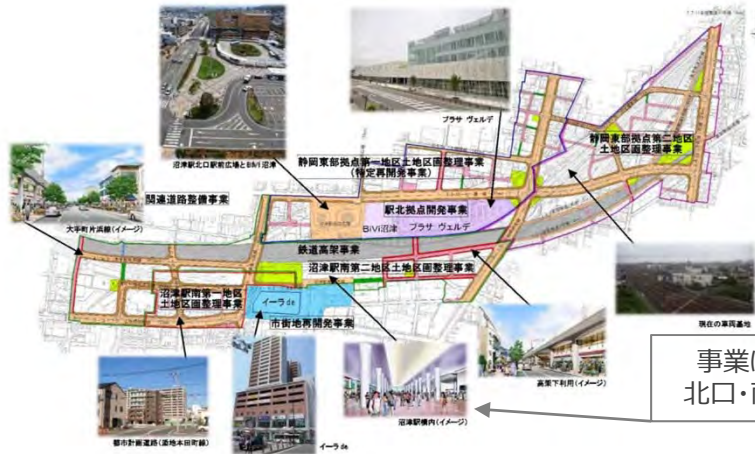 沼津駅北口駅前広場とBiVi沼津
プラサ ヴェルデ
静岡東部拠点第二地区
土地区画整理事業
静岡東部拠点第一地区土地区画整理事業
(特定再開発事業)
関連道路整備事業
大手町片浜線(イメージ)
駅北拠点開発事業
BiVi沼津 プラサ ヴェルデ
鉄道高架事業
沼津駅南第二地区土地区画整理事業
沼津駅南第一地区
土地区画整理事業
イーラde
市街地再開発事業
現在の車両基地
高架下利用(イメージ)
事業に
北口・南
沼津駅構内(イメージ)
都市計画道路(添地本田町線)
イーラde